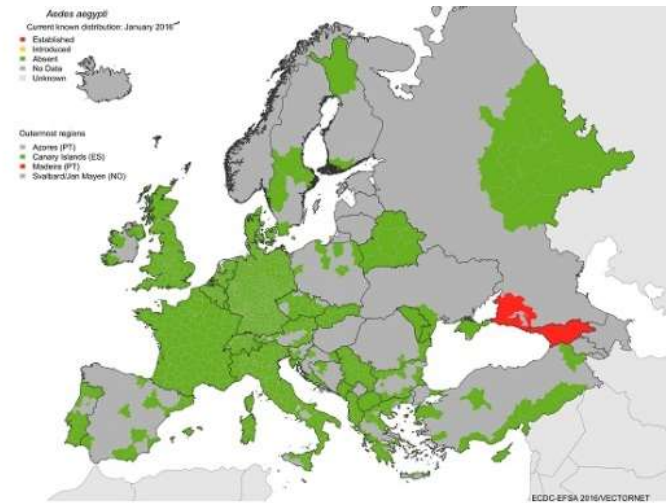 Aedes aegypti
Current known distribution: January 2016
Established
Introduced
Absent
No Data
Unknown
Outermost regions
Azores (PT)
Canary Islands (ES)
Madeira (PT)
Svalbard/Jan Mayen (NO)
ECDC-EFSA 2016/VECTORNET